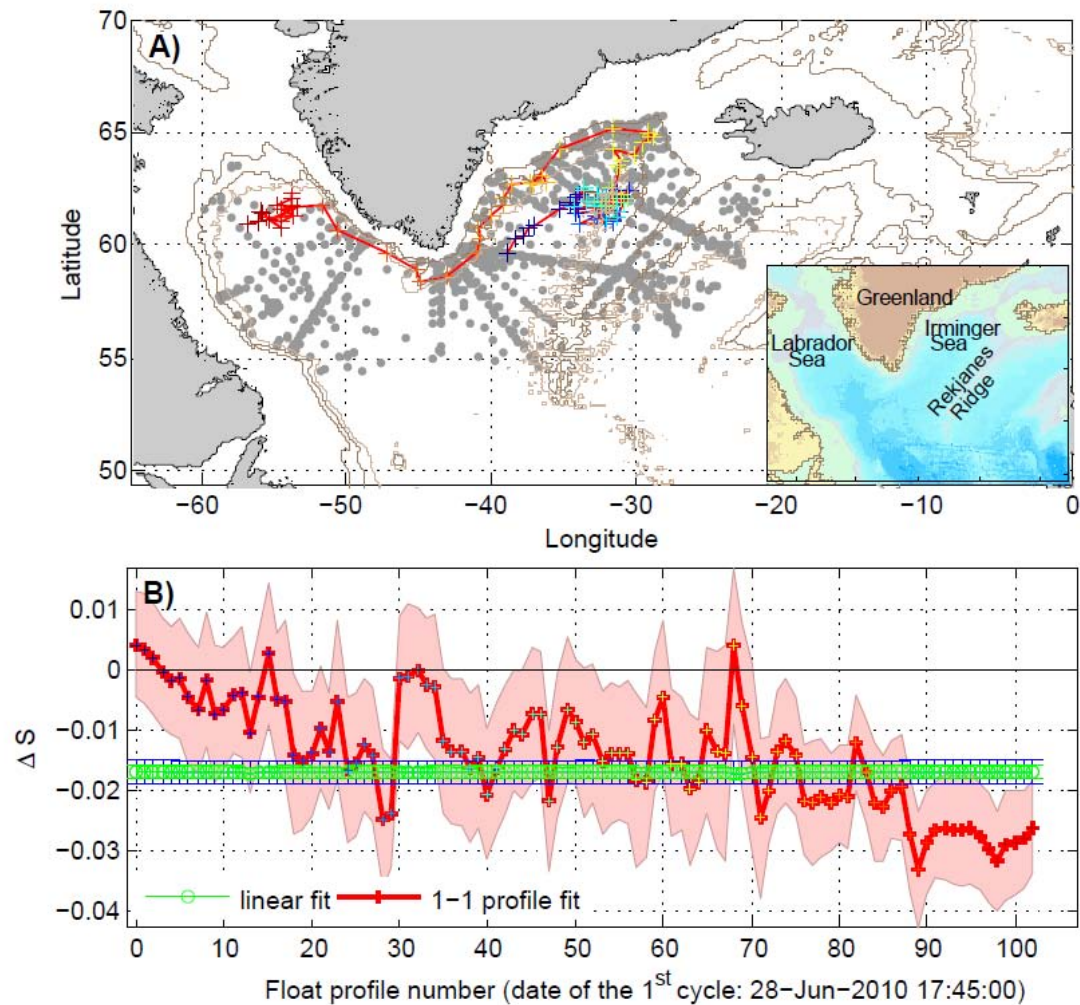 A)
70
65
60
55
50
Latitude
−60
−50
−40
−30
−20
−10
0
Longitude
Greenland
Labrador
Sea
Irminger
Sea
Rekjanes
Ridge
B)
0.01
0
−0.01
−0.02
−0.03
−0.04
Δ S
linear fit
1−1 profile fit
0
10
20
30
40
50
60
70
80
90
100
Float profile number (date of the 1st cycle: 28−Jun−2010 17:45:00)